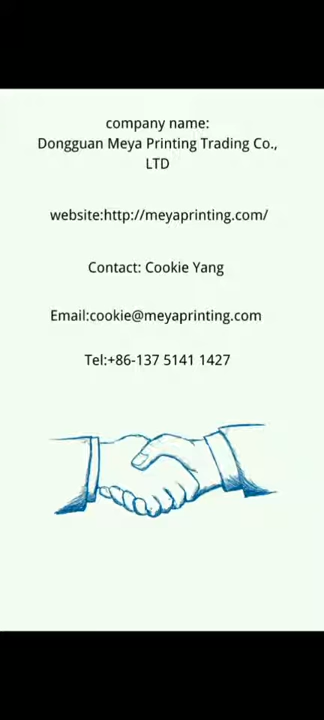 company name:
Dongguan Meya Printing Trading Co.,
LTD
website:http://meyaprinting.com/
Contact: Cookie Yang
Email:cookie@meyaprinting.com
Tel:+86-137 5141 1427